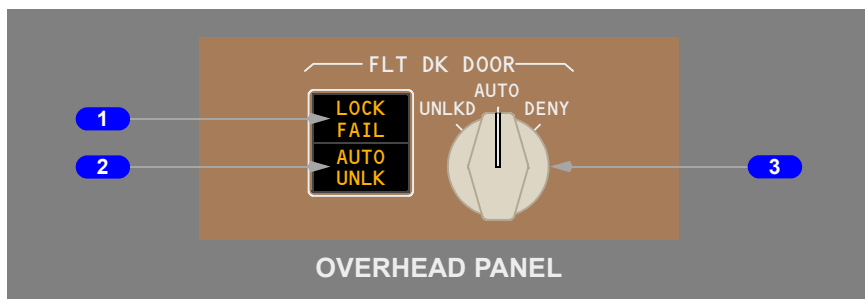 FLT DK DOOR
AUTO
UNLKD
DENY
LOCK
FAIL
AUTO
UNLK
1
2
3
OVERHEAD PANEL